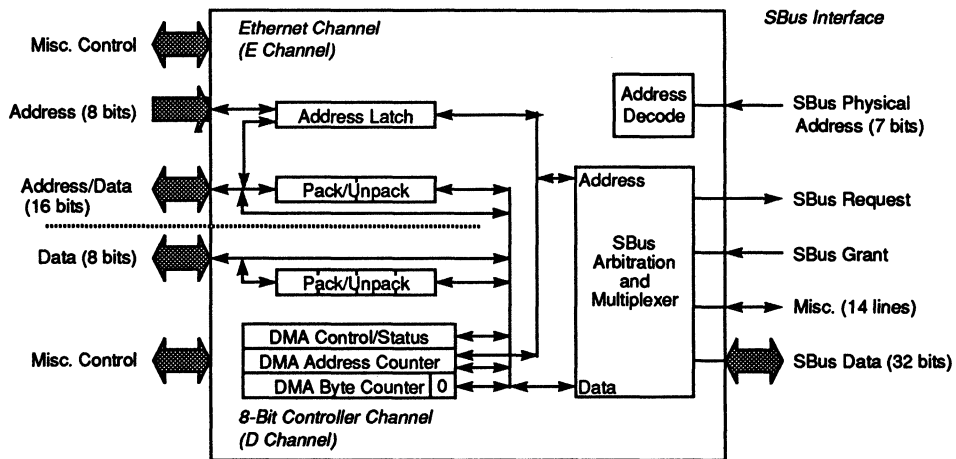 Ethernet Channel
(E Channel)
SBus Interface
Misc. Control
Address (8 bits)
Address Latch
Address
Decode
SBus Physical
Address (7 bits)
Address/Data
(16 bits)
Pack/Unpack
Address
SBus Request
Data (8 bits)
Pack/Unpack
SBus
Arbitration
and
Multiplexer
SBus Grant
Misc. (14 lines)
Misc. Control
DMA Control/Status
DMA Address Counter
DMA Byte Counter 0
Data
SBus Data (32 bits)
8-Bit Controller Channel
(D Channel)